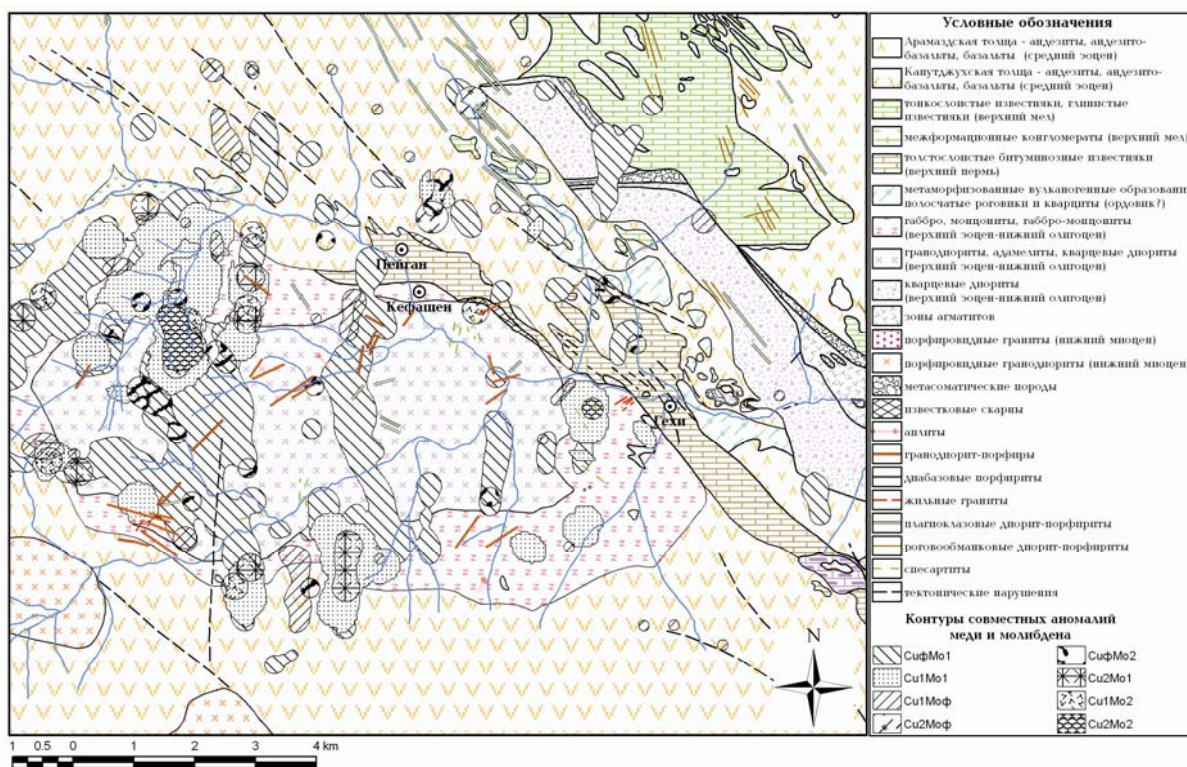 Условные обозначения
Арамаздская толща - андезиты, андезито-
базальты, базальты (средний эоцен)
Капутджухская толща - андезиты, андезито-
базальты, базальты (средний эоцен)
тонкослоистые известняки, глинистые
известняки (верхний мел)
межформационные конгломераты (верхний мел)
толстослоистые битуминозные известняки
(верхний пермь)
метаморфизованные вулканогенные образовани
полосчатые роговики и кварциты (ордовик?)
габбро, монцониты, габбро-монцониты
(верхний эоцен-нижний олигоцен)
гранодиориты, адамелиты, кварцевые диориты
(верхний эоцен-нижний олигоцен)
кварцевые диориты
(верхний эоцен-нижний олигоцен)
зоны агматитов
порфировидные граниты (нижний миоцен)
порфировидные гранодиориты (нижний миоцен
метасоматические породы
известковые скарны
аплиты
гранодиорит-порфиры
диабазовые порфириты
жильные граниты
плагиоклазовые диорит-порфириты
роговообманковые диорит-порфириты
спесартиты
тектонические нарушения
Контуры совместных аномалий
меди и молибдена
CuфMo1 CuфMo2
Cu1Mo1 Cu2Mo1
Cu1Moф Cu1Mo2
Cu2Moф Cu2Mo2
Пейган
Кефашен
Техи
N
1 0.5 0 1 2 3 4 km